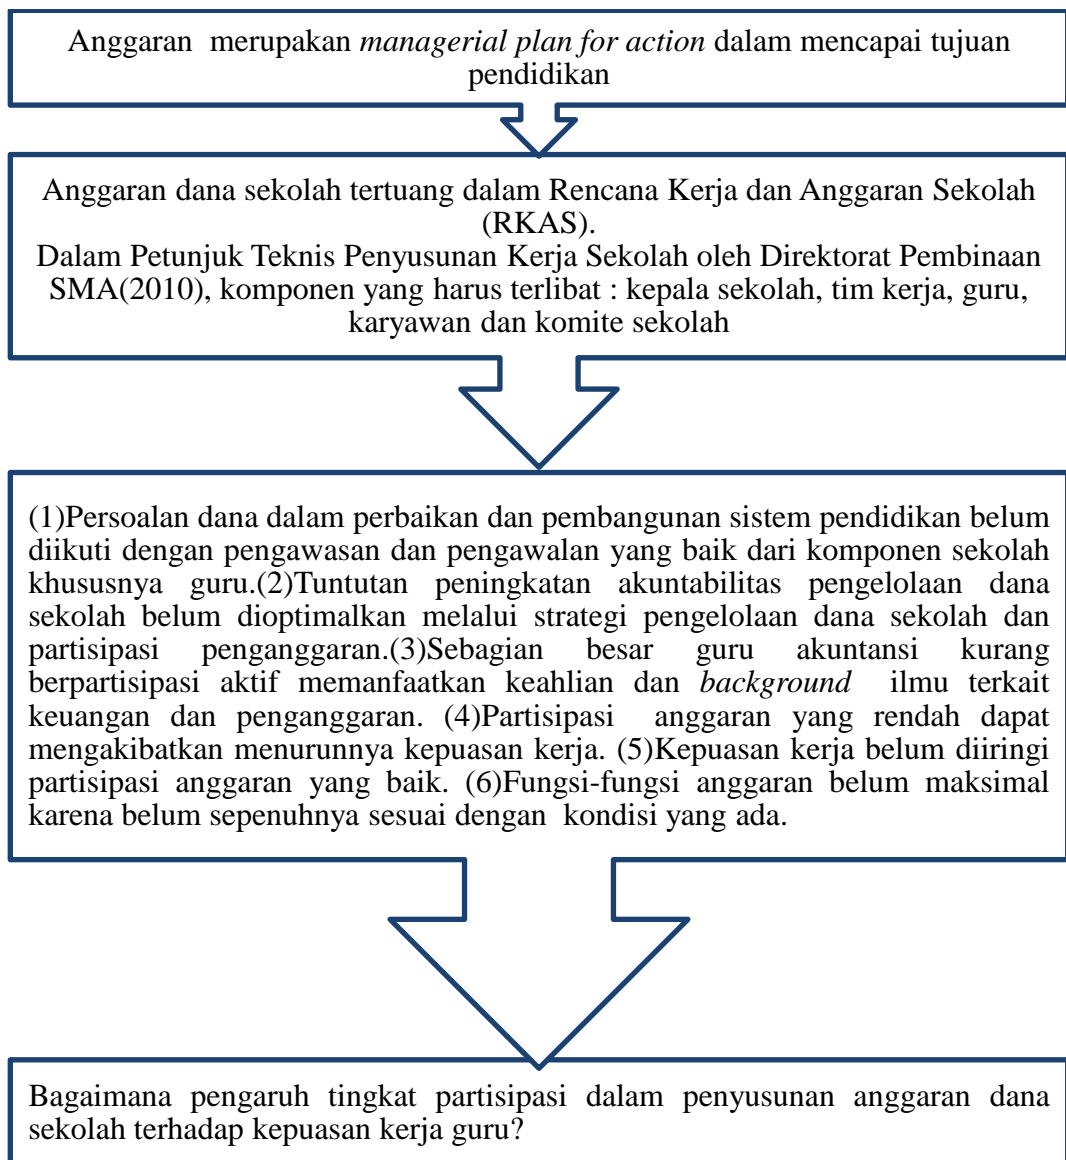 Anggaran merupakan managerial plan for action dalam mencapai tujuan
pendidikan
Anggaran dana sekolah tertuang dalam Rencana Kerja dan Anggaran Sekolah
(RKAS).
Dalam Petunjuk Teknis Penyusunan Kerja Sekolah oleh Direktorat Pembinaan
SMA(2010), komponen yang harus terlibat : kepala sekolah, tim kerja, guru,
karyawan dan komite sekolah
(1)Persoalan dana dalam perbaikan dan pembangunan sistem pendidikan belum
diikuti dengan pengawasan dan pengawalan yang baik dari komponen sekolah
khususnya guru.(2)Tuntutan peningkatan akuntabilitas pengelolaan dana
sekolah belum dioptimalkan melalui strategi pengelolaan dana sekolah dan
partisipasi penganggaran.(3)Sebagian besar guru akuntansi kurang
berpartisipasi aktif memanfaatkan keahlian dan background ilmu terkait
keuangan dan penganggaran. (4)Partisipasi anggaran yang rendah dapat
mengakibatkan menurunnya kepuasan kerja. (5)Kepuasan kerja belum diiringi
partisipasi anggaran yang baik. (6)Fungsi-fungsi anggaran belum maksimal
karena belum sepenuhnya sesuai dengan kondisi yang ada.
Bagaimana pengaruh tingkat partisipasi dalam penyusunan anggaran dana
sekolah terhadap kepuasan kerja guru?